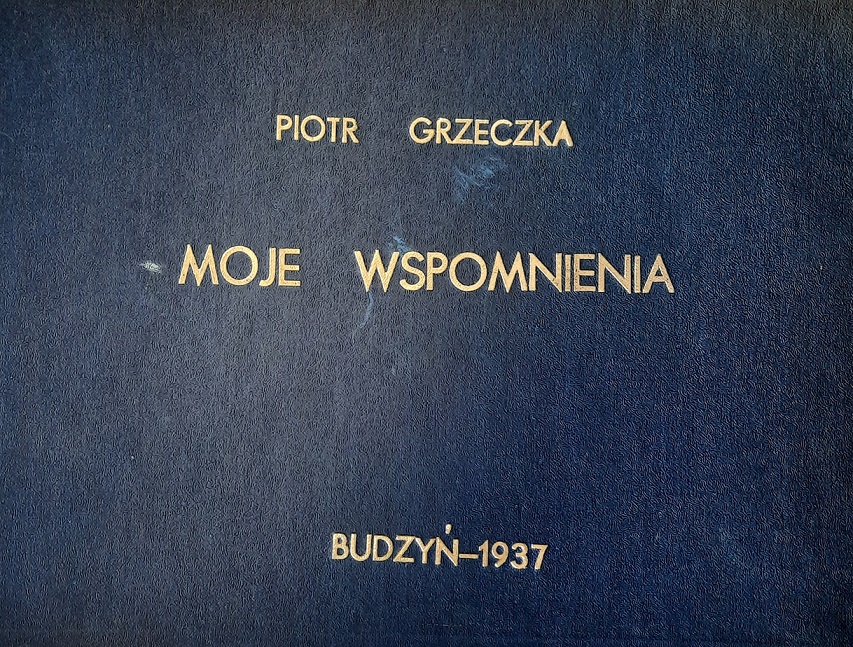 PIOTR GRZECZKA
MOJE WSPOMNIENIA
BUDZYŃ–1937